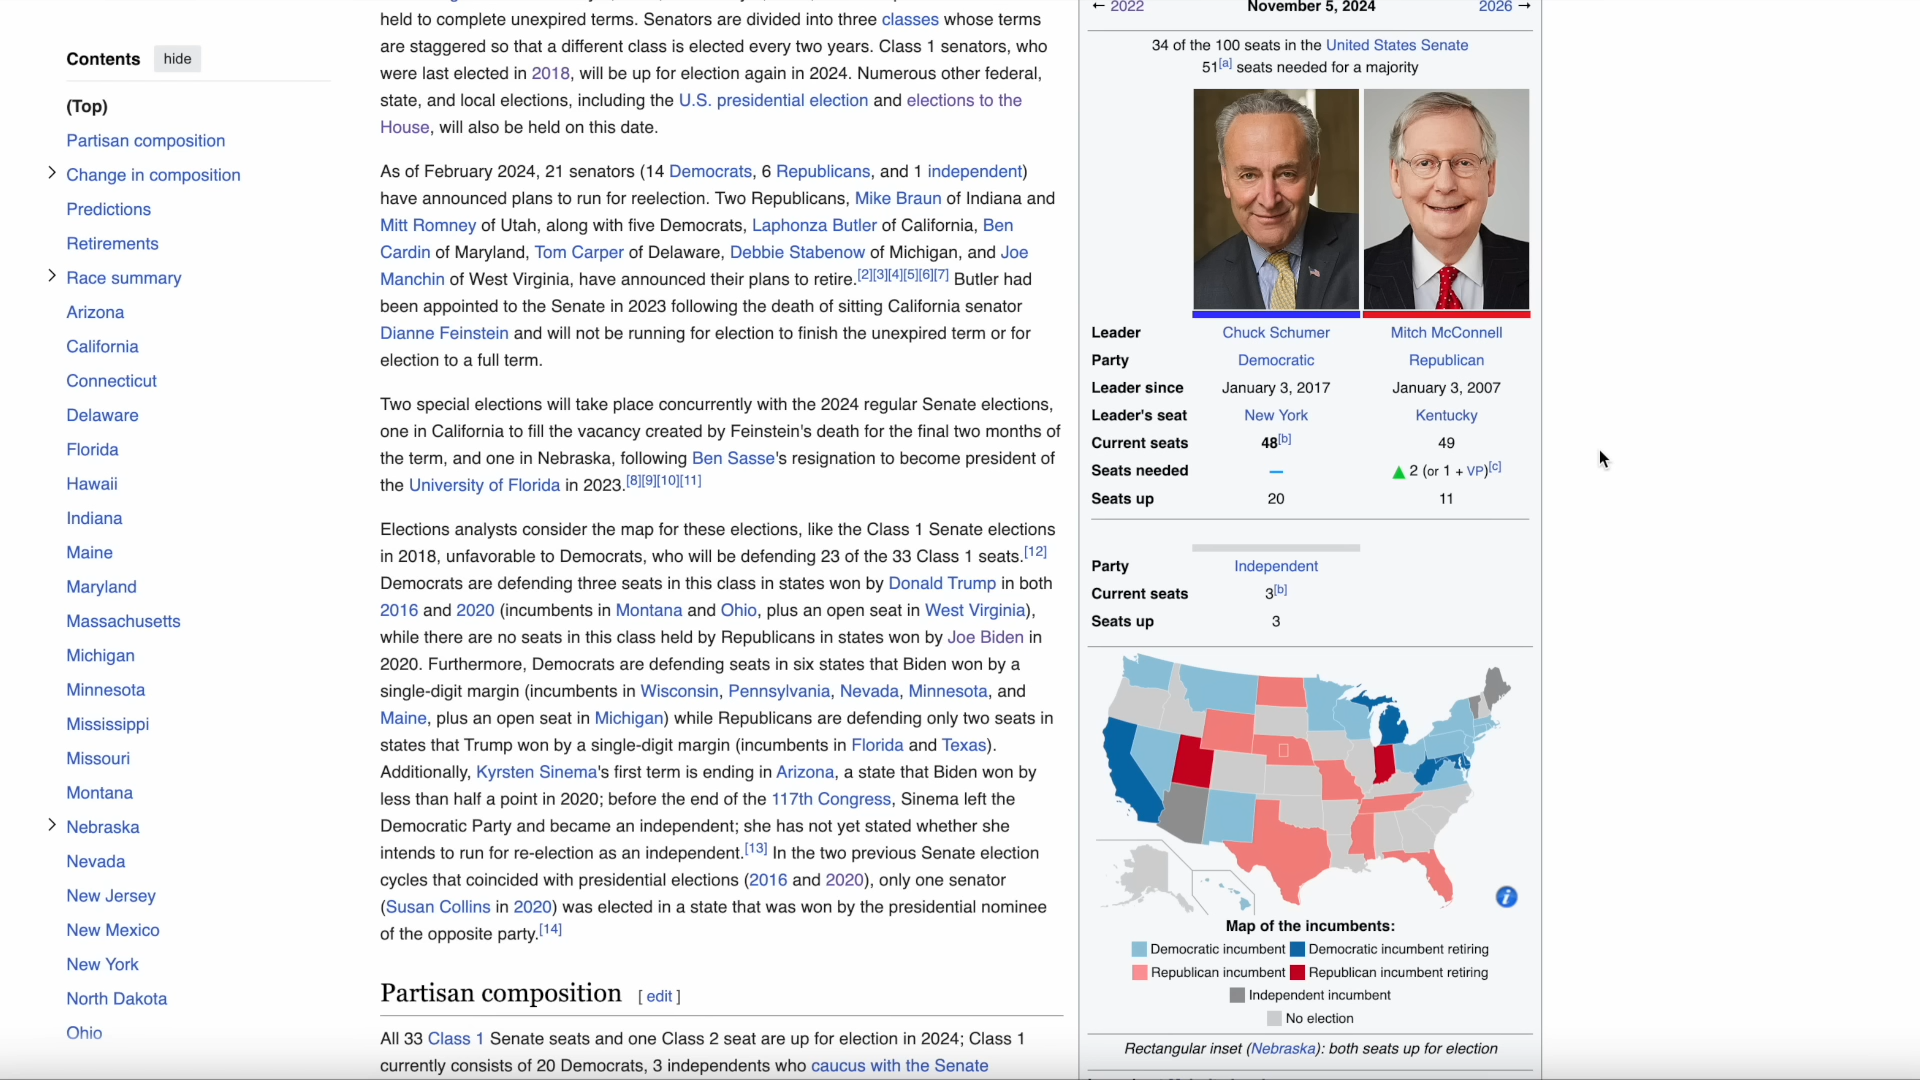 Contents hide
(Top)
Partisan composition
Change in composition
Predictions
Retirements
Race summary
Arizona
California
Connecticut
Delaware
Florida
Hawaii
Indiana
Maine
Maryland
Massachusetts
Michigan
Minnesota
Mississippi
Missouri
Montana
Nebraska
Nevada
New Jersey
New Mexico
New York
North Dakota
Ohio
held to complete unexpired terms. Senators are divided into three classes whose terms
are staggered so that a different class is elected every two years. Class 1 senators, who
were last elected in 2018, will be up for election again in 2024. Numerous other federal,
state, and local elections, including the U.S. presidential election and elections to the
House, will also be held on this date.
As of February 2024, 21 senators (14 Democrats, 6 Republicans, and 1 independent)
have announced plans to run for reelection. Two Republicans, Mike Braun of Indiana and
Mitt Romney of Utah, along with five Democrats, Laphonza Butler of California, Ben
Cardin of Maryland, Tom Carper of Delaware, Debbie Stabenow of Michigan, and Joe
Manchin of West Virginia, have announced their plans to retire.[2][3][4][5][6][7] Butler had
been appointed to the Senate in 2023 following the death of sitting California senator
Dianne Feinstein and will not be running for election to finish the unexpired term or for
election to a full term.
Two special elections will take place concurrently with the 2024 regular Senate elections,
one in California to fill the vacancy created by Feinstein's death for the final two months of
the term, and one in Nebraska, following Ben Sasse's resignation to become president of
the University of Florida in 2023.[8][9][10][11]
Elections analysts consider the map for these elections, like the Class 1 Senate elections
in 2018, unfavorable to Democrats, who will be defending 23 of the 33 Class 1 seats.[12]
Democrats are defending three seats in this class in states won by Donald Trump in both
2016 and 2020 (incumbents in Montana and Ohio, plus an open seat in West Virginia),
while there are no seats in this class held by Republicans in states won by Joe Biden in
2020. Furthermore, Democrats are defending seats in six states that Biden won by a
single-digit margin (incumbents in Wisconsin, Pennsylvania, Nevada, Minnesota, and
Maine, plus an open seat in Michigan) while Republicans are defending only two seats in
states that Trump won by a single-digit margin (incumbents in Florida and Texas).
Additionally, Kyrsten Sinema's first term is ending in Arizona, a state that Biden won by
less than half a point in 2020; before the end of the 117th Congress, Sinema left the
Democratic Party and became an independent; she has not yet stated whether she
intends to run for re-election as an independent.[13] In the two previous Senate election
cycles that coincided with presidential elections (2016 and 2020), only one senator
(Susan Collins in 2020) was elected in a state that was won by the presidential nominee
of the opposite party.[14]
Partisan composition [ edit ]
All 33 Class 1 Senate seats and one Class 2 seat are up for election in 2024; Class 1
currently consists of 20 Democrats, 3 independents who caucus with the Senate
← 2022 November 5, 2024 2026 →
34 of the 100 seats in the United States Senate
51[a] seats needed for a majority
Leader Chuck Schumer Mitch McConnell
Party Democratic Republican
Leader since January 3, 2017 January 3, 2007
Leader's seat New York Kentucky
Current seats 48[b] 49
Seats needed — ▲ 2 (or 1 + VP)[c]
Seats up 20 11
Party Independent
Current seats 3[b]
Seats up 3
i
Map of the incumbents:
Democratic incumbent Democratic incumbent retiring
Republican incumbent Republican incumbent retiring
Independent incumbent
No election
Rectangular inset (Nebraska): both seats up for election